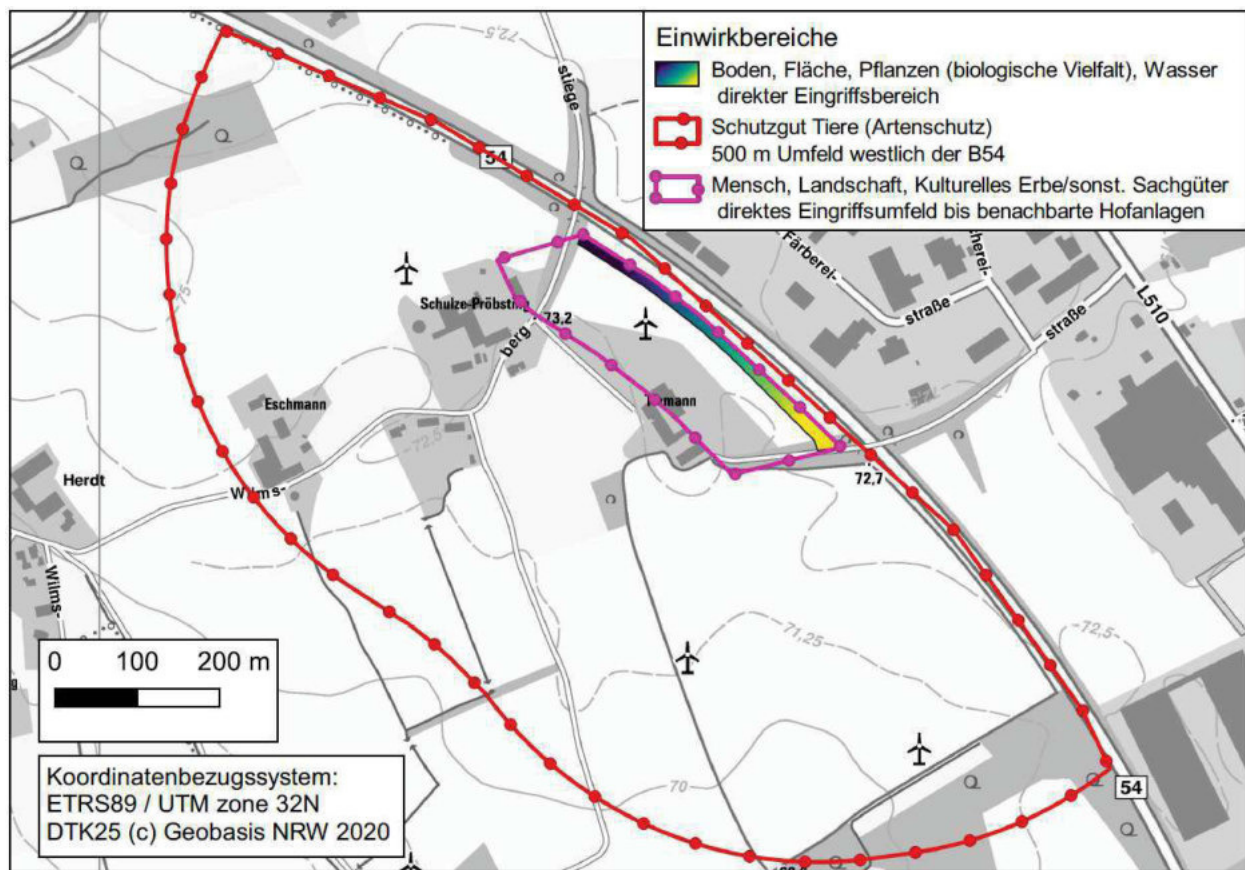 Einwirkbereiche
Boden, Fläche, Pflanzen (biologische Vielfalt), Wasser
direkter Eingriffsbereich
Schutzgut Tiere (Artenschutz)
500 m Umfeld westlich der B54
Mensch, Landschaft, Kulturelles Erbe/sonst. Sachgüter
direktes Eingriffsumfeld bis benachbarte Hofanlagen
72,5
stiege
54
Färberei-
straße
straße
L510
75
Schulze-Pröbsting
73,2
berg
Eschmann
72,5
72,7
Herdt
Wilms-
Wilms-
71,25
72,5
70
54
0 100 200 m
Koordinatenbezugssystem:
ETRS89 / UTM zone 32N
DTK25 (c) Geobasis NRW 2020